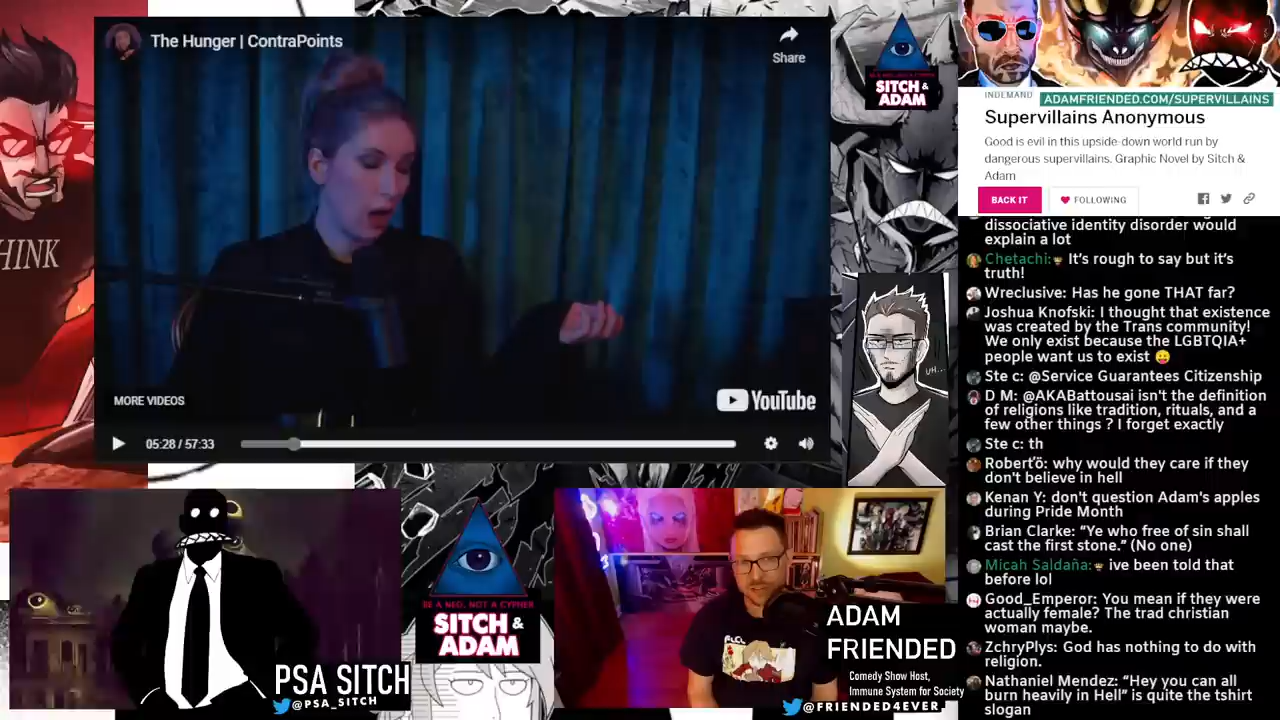 The Hunger | ContraPoints
Share
MORE VIDEOS
YouTube
05:28 / 57:33
HINK
BE A NEO, NOT A CYPHER
SITCH &
ADAM
UH...
INDEMAND
ADAMFRIENDED.COM/SUPERVILLAINS
Supervillains Anonymous
Good is evil in this upside-down world run by
dangerous supervillains. Graphic Novel by Sitch &
Adam
BACK IT
FOLLOWING
dissociative identity disorder would
explain a lot
Chetachi: It's rough to say but it's
truth!
Wreclusive: Has he gone THAT far?
Joshua Knofski: I thought that existence
was created by the Trans community!
We only exist because the LGBTQIA+
people want us to exist 😛
Ste c: @Service Guarantees Citizenship
D M: @AKABattousai isn't the definition
of religions like tradition, rituals, and a
few other things ? I forget exactly
Ste c: th
Robertö: why would they care if they
don't believe in hell
Kenan Y: don't question Adam's apples
during Pride Month
Brian Clarke: “Ye who free of sin shall
cast the first stone.” (No one)
Micah Saldaña: ive been told that
before lol
Good_Emperor: You mean if they were
actually female? The trad christian
woman maybe.
ZchryPlys: God has nothing to do with
religion.
Nathaniel Mendez: “Hey you can all
burn heavily in Hell” is quite the tshirt
slogan
PSA SITCH
@PSA_SITCH
BE A NEO, NOT A CYPHER
SITCH &
ADAM
FLCL
ADAM
FRIENDED
Comedy Show Host,
Immune System for Society
@FRIENDED4EVER